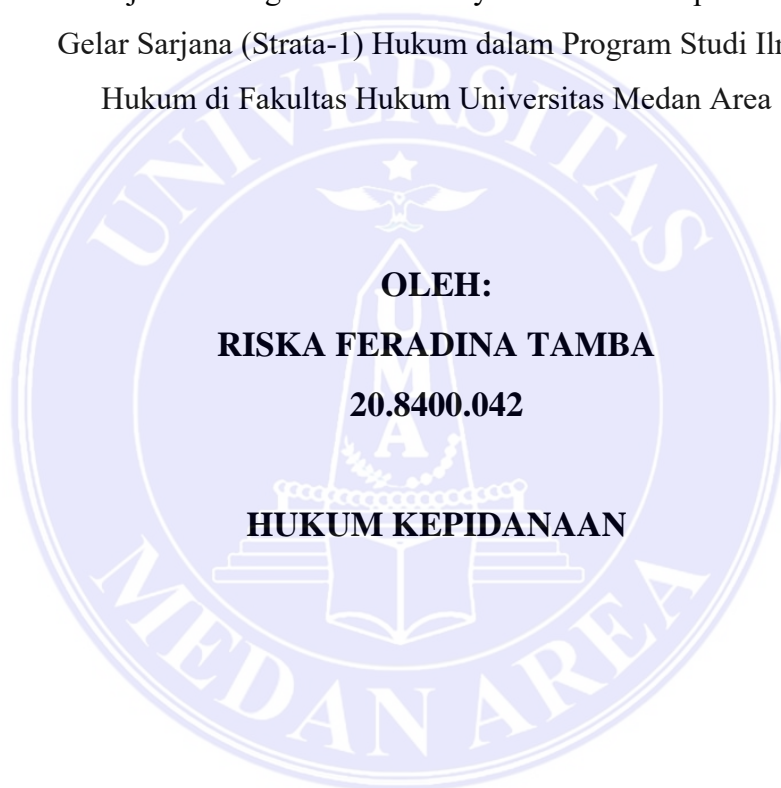 Gelar Sarjana (Strata-1) Hukum dalam Program Studi
Hukum di Fakultas Hukum Universitas Medan Area
UNIVERSITAS
OLEH:
RISKA FERADINA TAMBA
20.8400.042
UMA
HUKUM KEPIDANAAN
MEDAN AREA